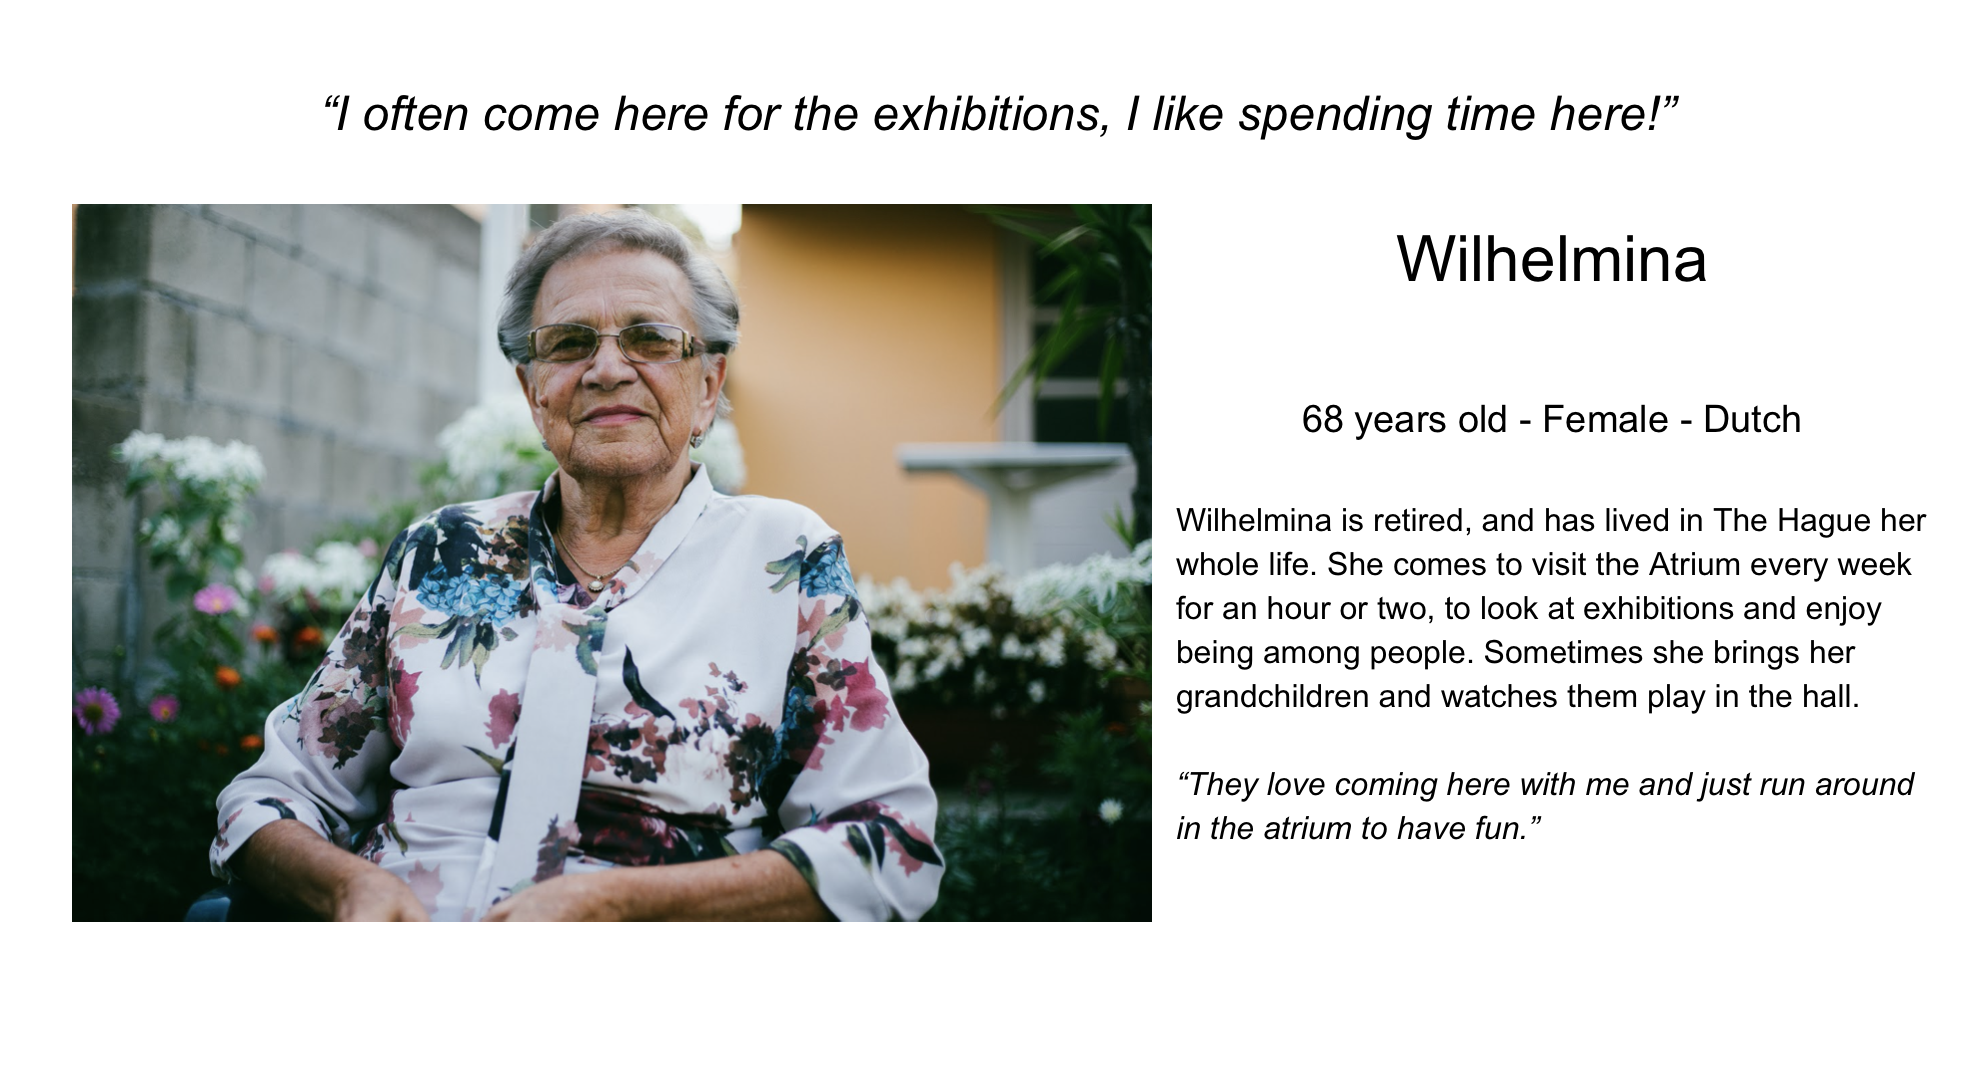 “I often come here for the exhibitions, I like spending time here!”
Wilhelmina
68 years old - Female - Dutch
Wilhelmina is retired, and has lived in The Hague her
whole life. She comes to visit the Atrium every week
for an hour or two, to look at exhibitions and enjoy
being among people. Sometimes she brings her
grandchildren and watches them play in the hall.
“They love coming here with me and just run around
in the atrium to have fun.”